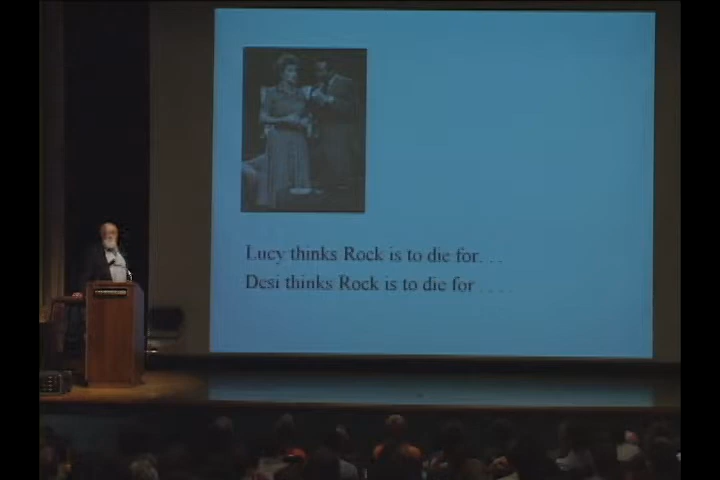 Lucy thinks Rock is to die for. . .
Desi thinks Rock is to die for . . .